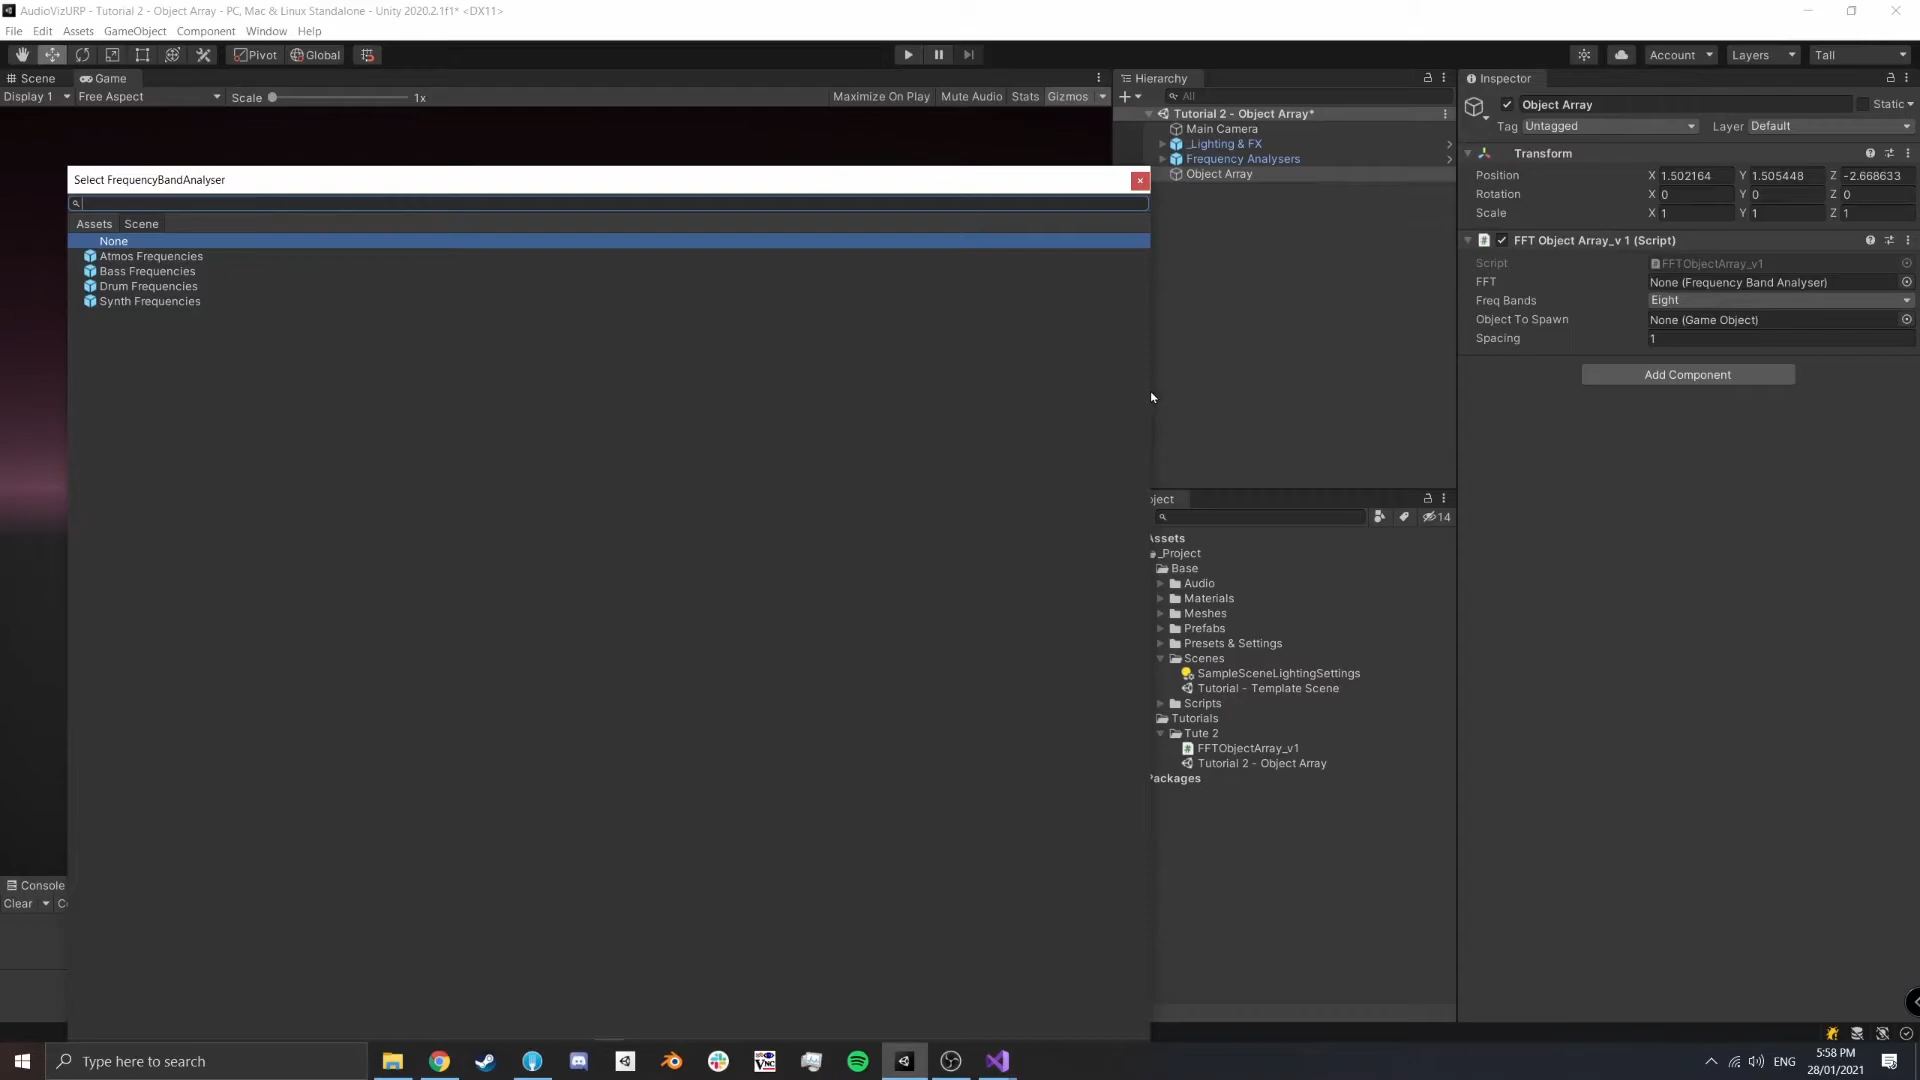 AudioVizURP - Tutorial 2 - Object Array - PC, Mac & Linux Standalone - Unity 2020.2.1f1* <DX11>
File Edit Assets GameObject Component Window Help
Pivot Global Account Layers Tall
Scene Game Hierarchy Inspector
Display 1 Free Aspect Scale 1x Maximize On Play Mute Audio Stats Gizmos All
Object Array Static
Tutorial 2 - Object Array*
Tag Untagged Layer Default
Main Camera
_Lighting & FX
Frequency Analysers
Object Array
Transform
Position X 1.502164 Y 1.505448 Z -2.668633
Rotation X 0 Y 0 Z 0
Scale X 1 Y 1 Z 1
FFT Object Array_v 1 (Script)
Script FFTObjectArray_v1
FFT None (Frequency Band Analyser)
Freq Bands Eight
Object To Spawn None (Game Object)
Spacing 1
Add Component
Select FrequencyBandAnalyser
Assets Scene
None
Atmos Frequencies
Bass Frequencies
Drum Frequencies
Synth Frequencies
oject
14
Assets
_Project
Base
Audio
Materials
Meshes
Prefabs
Presets & Settings
Scenes
SampleSceneLightingSettings
Tutorial - Template Scene
Scripts
Tutorials
Tute 2
FFTObjectArray_v1
Tutorial 2 - Object Array
Packages
Console
Clear
Type here to search
ENG
5:58 PM
28/01/2021